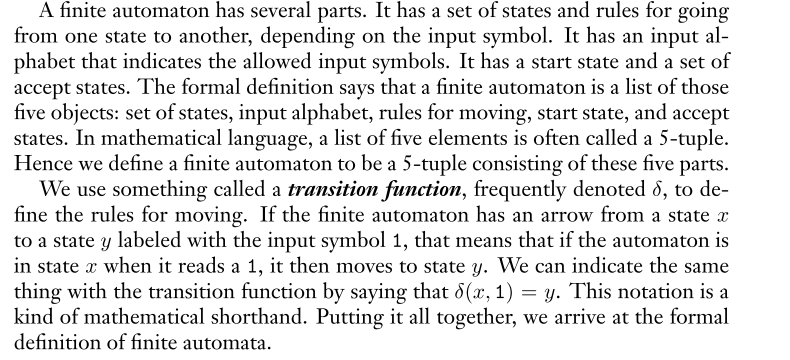 A finite automaton has several parts. It has a set of states and rules for going
from one state to another, depending on the input symbol. It has an input al-
phabet that indicates the allowed input symbols. It has a start state and a set of
accept states. The formal definition says that a finite automaton is a list of those
five objects: set of states, input alphabet, rules for moving, start state, and accept
states. In mathematical language, a list of five elements is often called a 5-tuple.
Hence we define a finite automaton to be a 5-tuple consisting of these five parts.
We use something called a transition function, frequently denoted δ, to de-
fine the rules for moving. If the finite automaton has an arrow from a state x
to a state y labeled with the input symbol 1, that means that if the automaton is
in state x when it reads a 1, it then moves to state y. We can indicate the same
thing with the transition function by saying that δ(x, 1) = y. This notation is a
kind of mathematical shorthand. Putting it all together, we arrive at the formal
definition of finite automata.